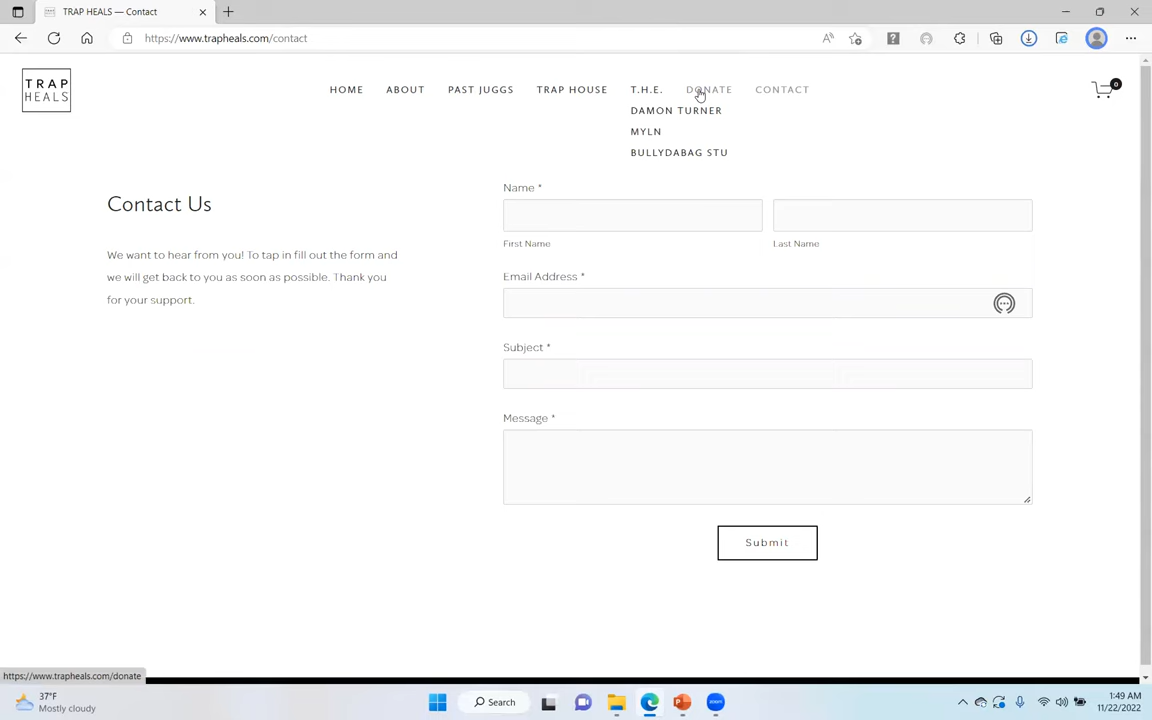 TRAP HEALS — Contact
https://www.trapheals.com/contact
TRAP
HEALS
HOME ABOUT PAST JUGGS TRAP HOUSE T.H.E. DONATE CONTACT
0
DAMON TURNER
MYLN
BULLYDABAG STU
Contact Us
We want to hear from you! To tap in fill out the form and
we will get back to you as soon as possible. Thank you
for your support.
Name *
First Name Last Name
Email Address *
Subject *
Message *
Submit
https://www.trapheals.com/donate
37°F
Mostly cloudy
Search
1:49 AM
11/22/2022